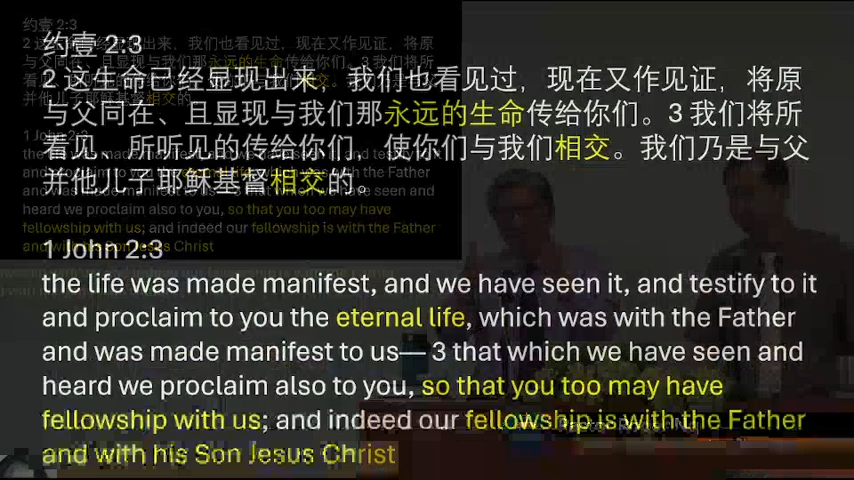 约壹 2:3
2 这生命已经显现出来，我们也看见过，现在又作见证，将原
与父同在、且显现与我们那永远的生命传给你们。3 我们将所
看见、所听见的传给你们，使你们与我们相交。我们乃是与父
并他儿子耶稣基督相交的。
1 John 2:3
the life was made manifest, and we have seen it, and testify to it
and proclaim to you the eternal life, which was with the Father
and was made manifest to us— 3 that which we have seen and
heard we proclaim also to you, so that you too may have
fellowship with us; and indeed our fellowship is with the Father
and with his Son Jesus Christ